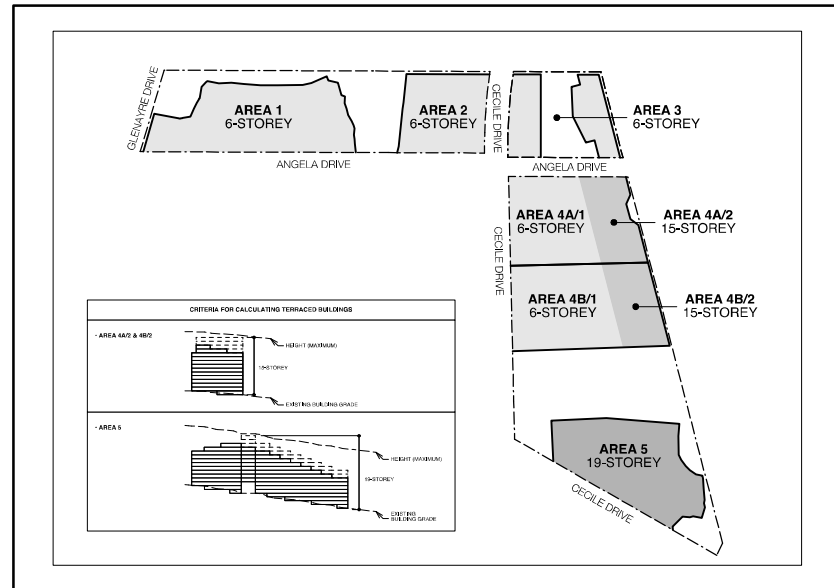 GLENAYRE DRIVE
AREA 1
6-STOREY
AREA 2
6-STOREY
CECILE DRIVE
AREA 3
6-STOREY
ANGELA DRIVE
ANGELA DRIVE
CECILE DRIVE
AREA 4A/1
6-STOREY
AREA 4A/2
15-STOREY
AREA 4B/1
6-STOREY
AREA 4B/2
15-STOREY
AREA 5
19-STOREY
CECILE DRIVE
CRITERIA FOR CALCULATING TERRACED BUILDINGS
- AREA 4A/2 & 4B/2
HEIGHT (MAXIMUM)
15-STOREY
EXISTING BUILDING GRADE
- AREA 5
HEIGHT (MAXIMUM)
19-STOREY
EXISTING
BUILDING GRADE